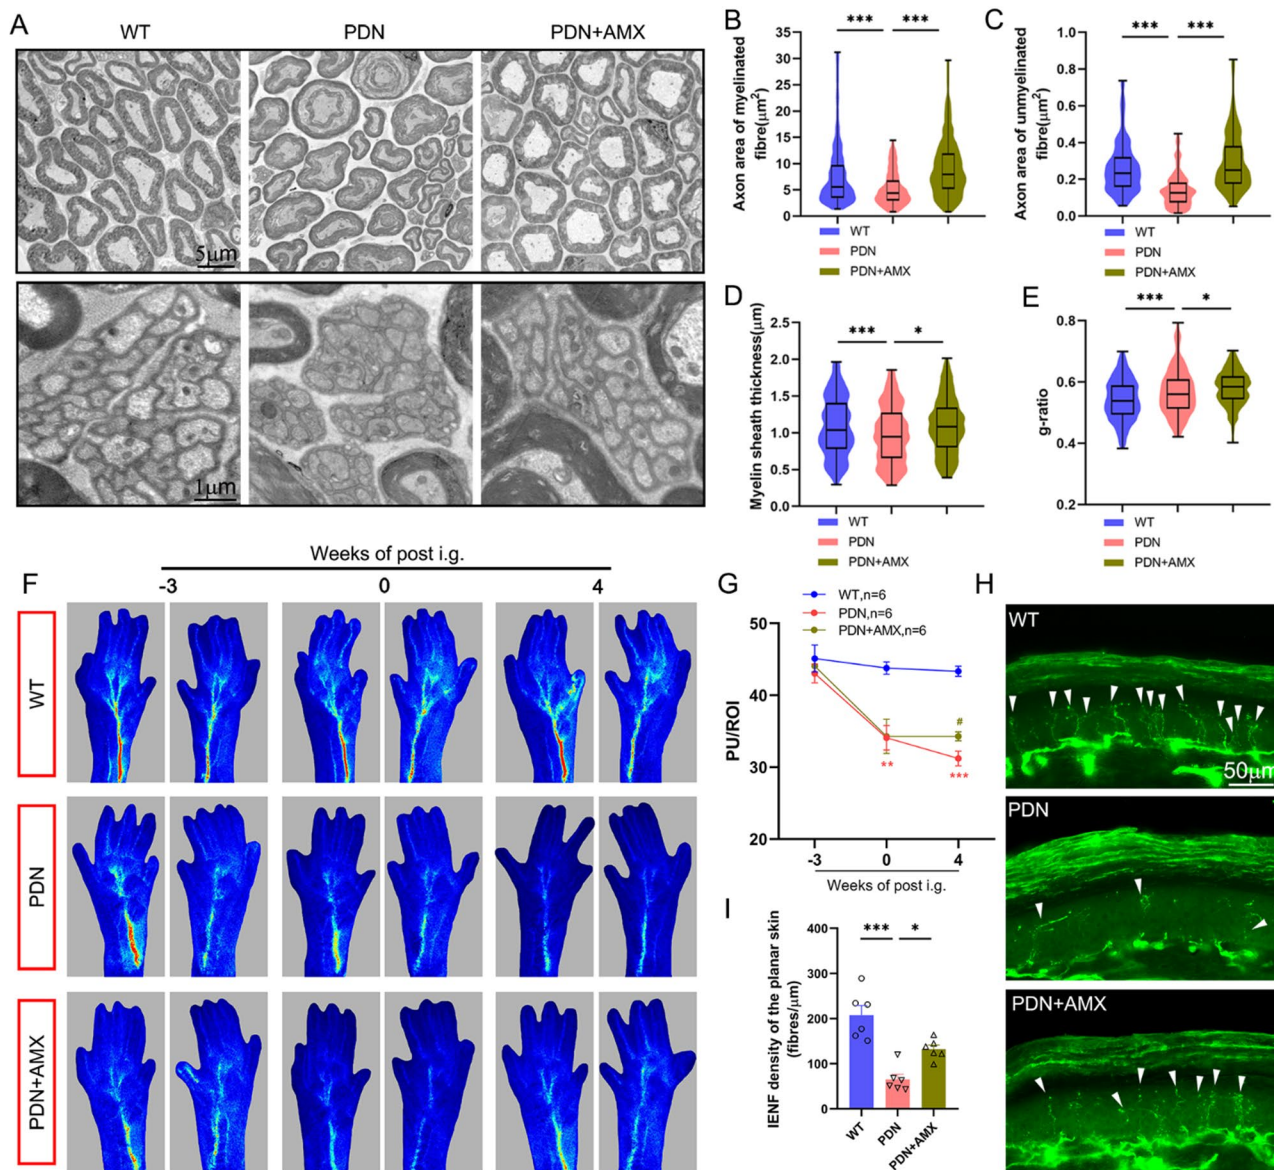 A
WT
PDN
PDN+AMX
5μm
1μm
B
Axon area of myelinated
fibre(μm²)
35
30
25
20
15
10
5
0
***
***
WT
PDN
PDN+AMX
C
Axon area of unmyelinated
fibre(μm²)
1.0
0.8
0.6
0.4
0.2
0.0
***
***
WT
PDN
PDN+AMX
D
Myelin sheath thickness(μm)
2.5
2.0
1.5
1.0
0.5
0.0
***
*
WT
PDN
PDN+AMX
E
g-ratio
0.8
0.6
0.4
0.2
***
*
WT
PDN
PDN+AMX
F
Weeks of post i.g.
-3
0
4
WT
PDN
PDN+AMX
G
WT,n=6
PDN,n=6
PDN+AMX,n=6
PU/ROI
50
40
30
20
#
**
***
-3
0
4
Weeks of post i.g.
H
WT
50μm
PDN
PDN+AMX
I
IENF density of the planar skin
(fibres/μm)
400
300
200
100
0
***
*
WT
PDN
PDN+AMX